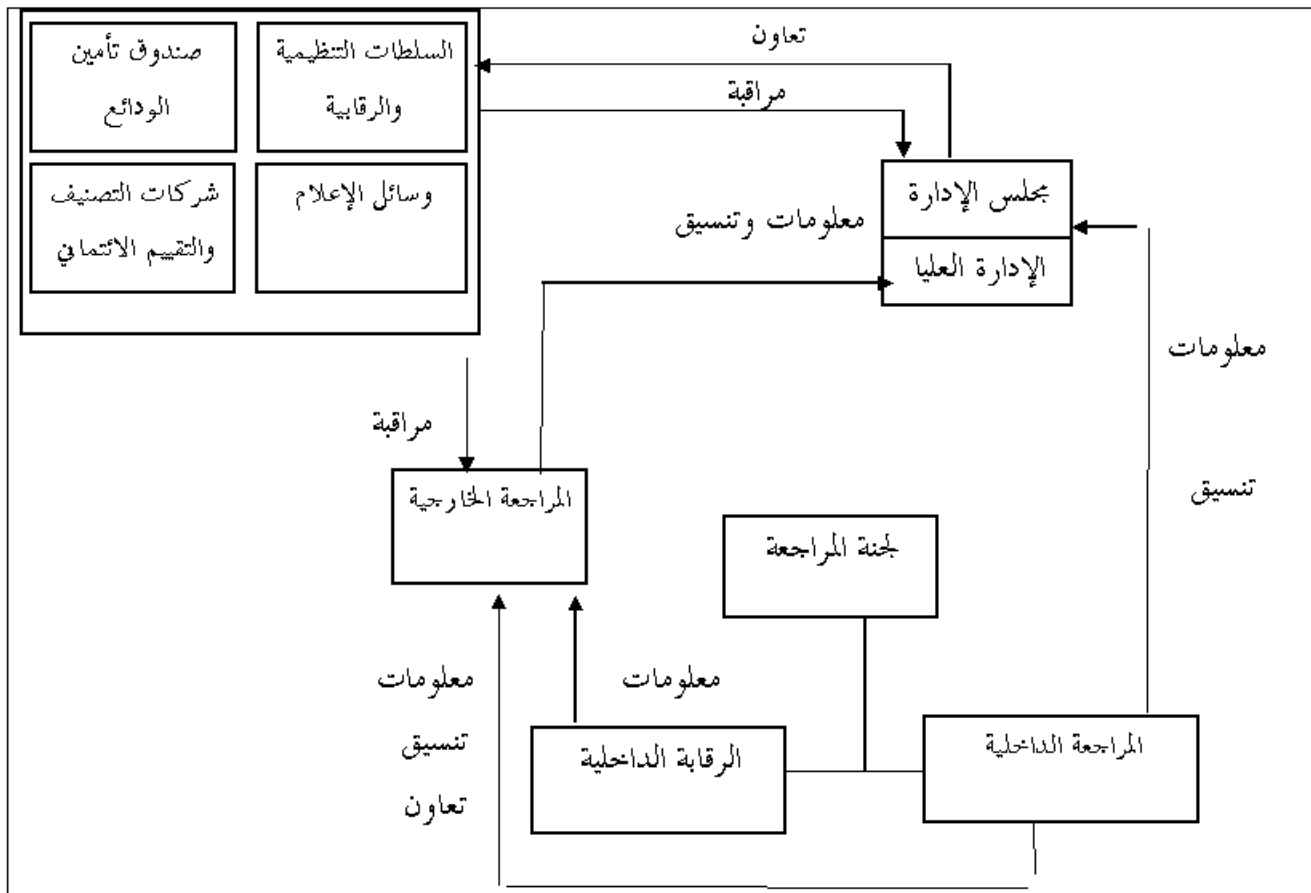 تعاون
السلطات التنظيمية
والرقابية
صندوق تأمين
الودائع
مراقبة
وسائل الإعلام
شركات التصنيف
والتقييم الائتماني
مجلس الإدارة
الإدارة العليا
معلومات وتنسيق
معلومات
تنسيق
مراقبة
المراجعة الخارجية
لجنة المراجعة
معلومات
معلومات
تنسيق
تعاون
المراجعة الداخلية
الرقابة الداخلية